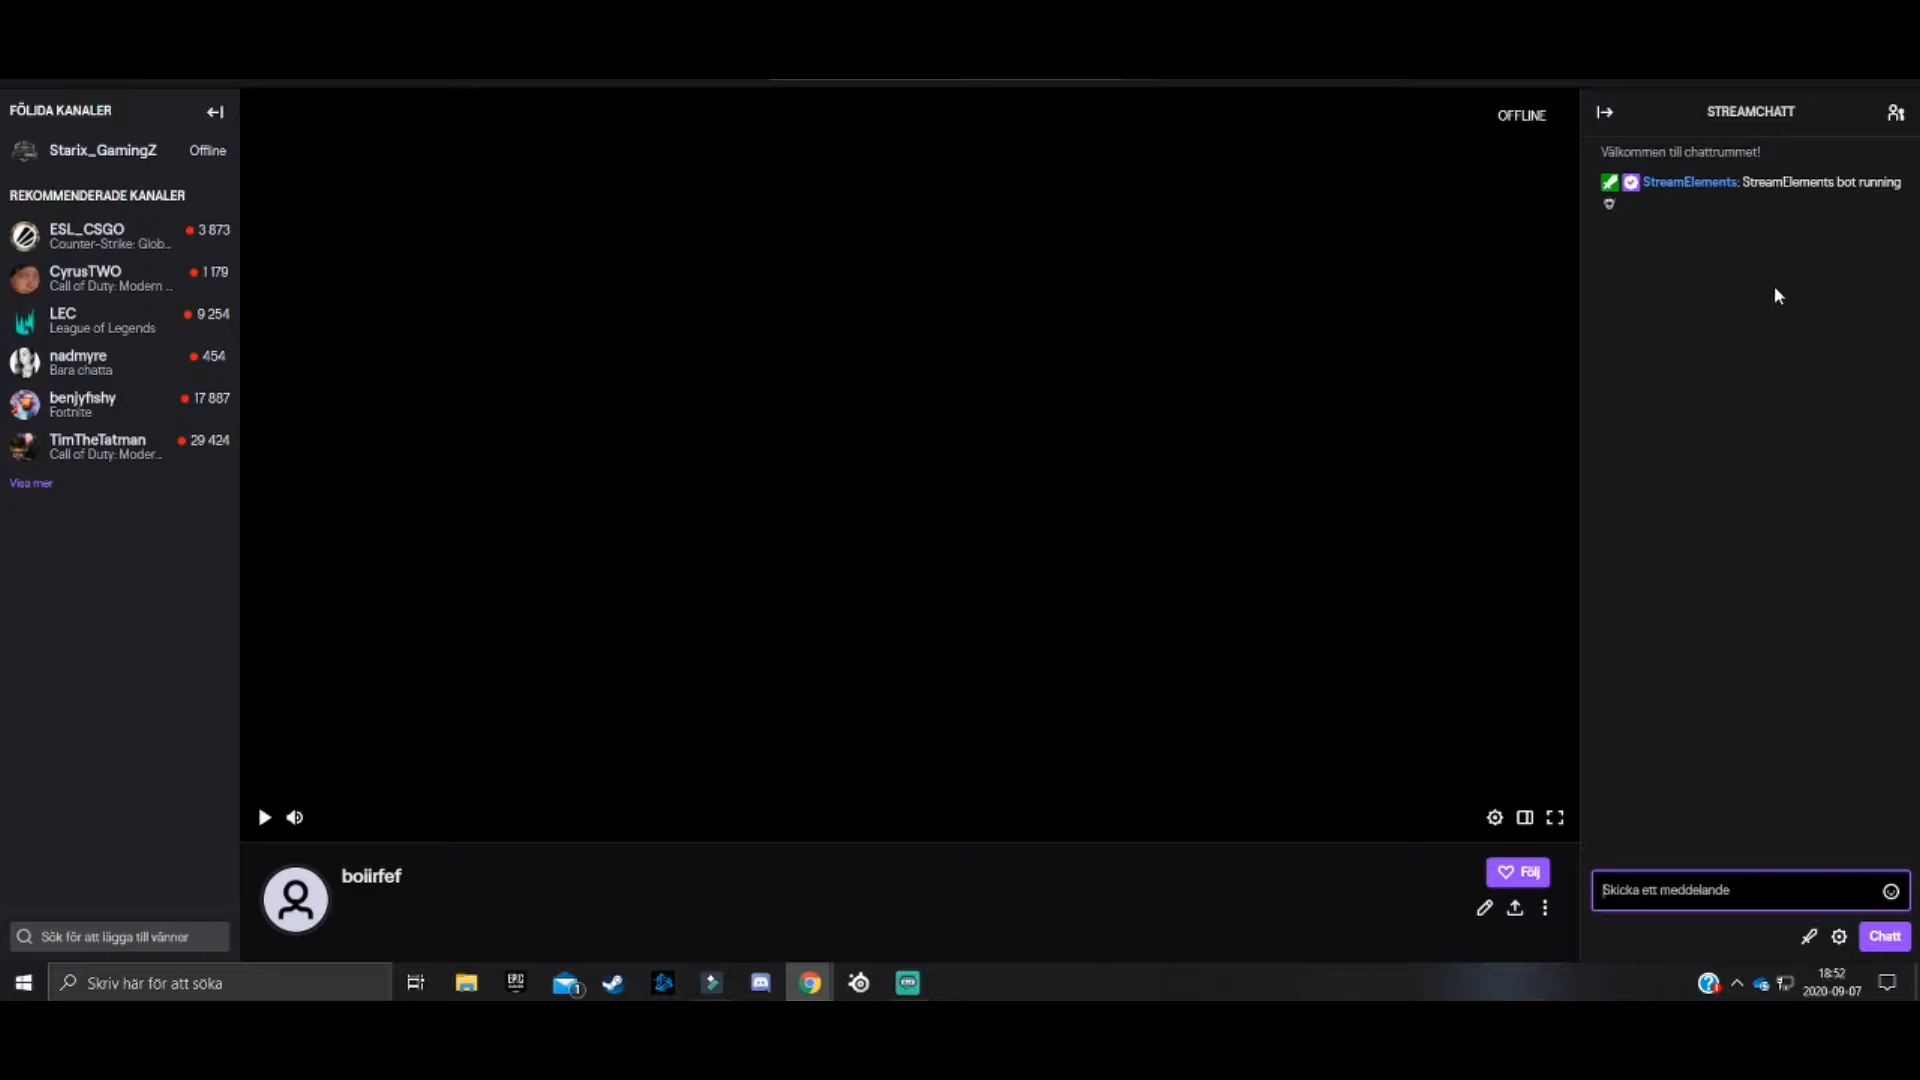 FÖLJDA KANALER
Starix_GamingZ Offline
REKOMMENDERADE KANALER
ESL_CSGO 3 873
Counter-Strike: Glob...
CyrusTWO 1 179
Call of Duty: Modern ...
LEC 9 254
League of Legends
nadmyre 454
Bara chatta
benjyfishy 17 887
Fortnite
TimTheTatman 29 424
Call of Duty: Moder...
Visa mer
Sök för att lägga till vänner
OFFLINE
boiirfef
Följ
STREAMCHATT
Välkommen till chattrummet!
StreamElements: StreamElements bot running
Skicka ett meddelande
Chatt
Skriv här för att söka
EPIC
1
18:52
2020-09-07